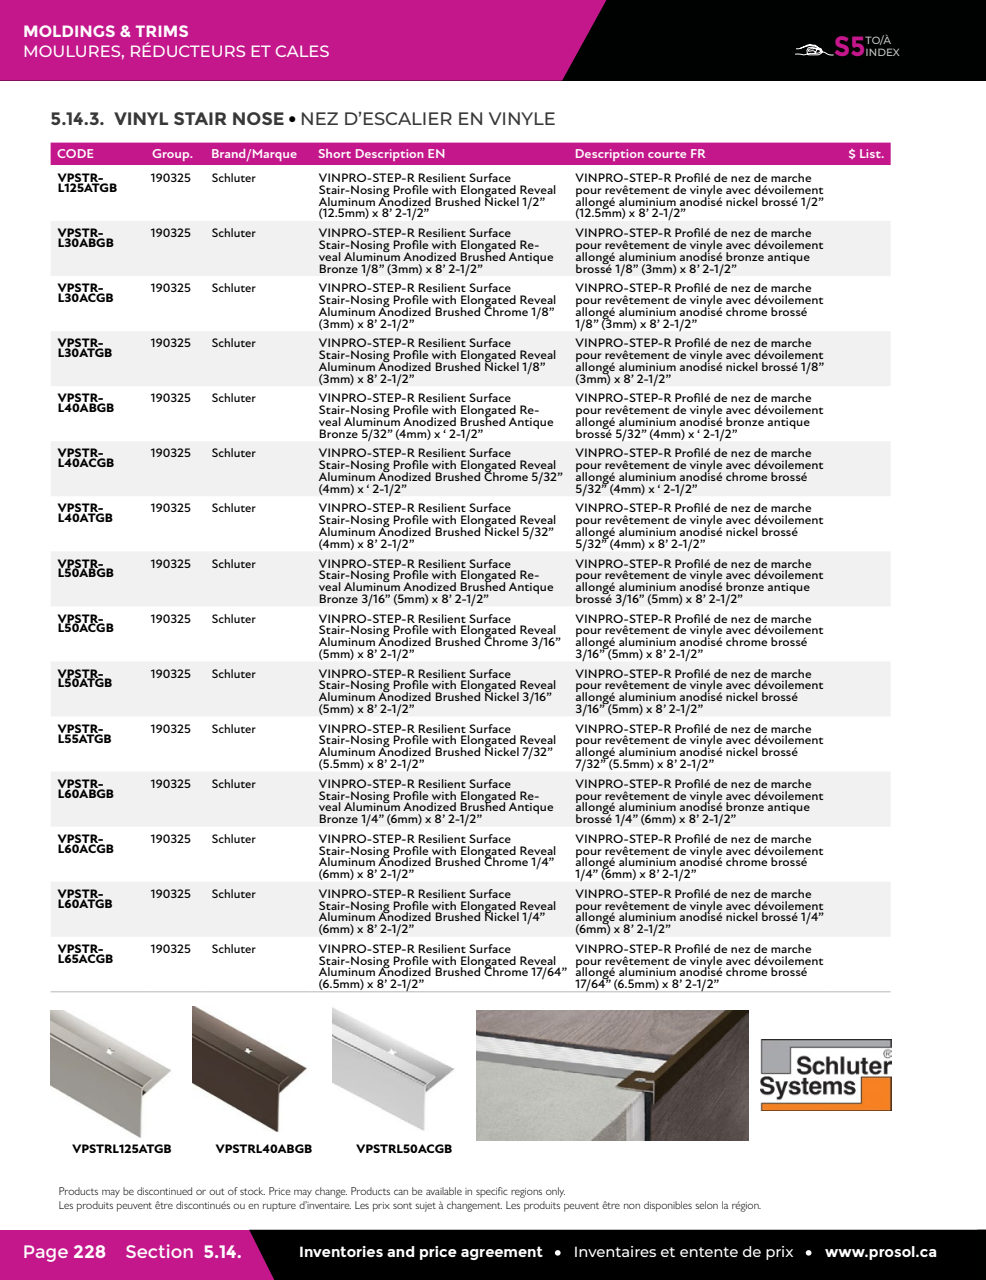 MOLDINGS & TRIMS
MOULURES, RÉDUCTEURS ET CALES
S5 TO/À INDEX
5.14.3. VINYL STAIR NOSE • NEZ D'ESCALIER EN VINYLE
CODE Group. Brand/Marque Short Description EN Description courte FR $ List.
VPSTR- 190325 Schluter VINPRO-STEP-R Resilient Surface VINPRO-STEP-R Profilé de nez de marche
L125ATGB Stair-Nosing Profile with Elongated Reveal pour revêtement de vinyle avec dévoilement
Aluminum Anodized Brushed Nickel 1/2” allongé aluminium anodisé nickel brossé 1/2”
(12.5mm) x 8’ 2-1/2” (12.5mm) x 8’ 2-1/2”
VPSTR- 190325 Schluter VINPRO-STEP-R Resilient Surface VINPRO-STEP-R Profilé de nez de marche
L30ABGB Stair-Nosing Profile with Elongated Re- pour revêtement de vinyle avec dévoilement
veal Aluminum Anodized Brushed Antique allongé aluminium anodisé bronze antique
Bronze 1/8” (3mm) x 8’ 2-1/2” brossé 1/8” (3mm) x 8’ 2-1/2”
VPSTR- 190325 Schluter VINPRO-STEP-R Resilient Surface VINPRO-STEP-R Profilé de nez de marche
L30ACGB Stair-Nosing Profile with Elongated Reveal pour revêtement de vinyle avec dévoilement
Aluminum Anodized Brushed Chrome 1/8” allongé aluminium anodisé chrome brossé
(3mm) x 8’ 2-1/2” 1/8” (3mm) x 8’ 2-1/2”
VPSTR- 190325 Schluter VINPRO-STEP-R Resilient Surface VINPRO-STEP-R Profilé de nez de marche
L30ATGB Stair-Nosing Profile with Elongated Reveal pour revêtement de vinyle avec dévoilement
Aluminum Anodized Brushed Nickel 1/8” allongé aluminium anodisé nickel brossé 1/8”
(3mm) x 8’ 2-1/2” (3mm) x 8’ 2-1/2”
VPSTR- 190325 Schluter VINPRO-STEP-R Resilient Surface VINPRO-STEP-R Profilé de nez de marche
L40ABGB Stair-Nosing Profile with Elongated Re- pour revêtement de vinyle avec dévoilement
veal Aluminum Anodized Brushed Antique allongé aluminium anodisé bronze antique
Bronze 5/32” (4mm) x ‘ 2-1/2” brossé 5/32” (4mm) x ‘ 2-1/2”
VPSTR- 190325 Schluter VINPRO-STEP-R Resilient Surface VINPRO-STEP-R Profilé de nez de marche
L40ACGB Stair-Nosing Profile with Elongated Reveal pour revêtement de vinyle avec dévoilement
Aluminum Anodized Brushed Chrome 5/32” allongé aluminium anodisé chrome brossé
(4mm) x ‘ 2-1/2” 5/32” (4mm) x ‘ 2-1/2”
VPSTR- 190325 Schluter VINPRO-STEP-R Resilient Surface VINPRO-STEP-R Profilé de nez de marche
L40ATGB Stair-Nosing Profile with Elongated Reveal pour revêtement de vinyle avec dévoilement
Aluminum Anodized Brushed Nickel 5/32” allongé aluminium anodisé nickel brossé
(4mm) x 8’ 2-1/2” 5/32” (4mm) x 8’ 2-1/2”
VPSTR- 190325 Schluter VINPRO-STEP-R Resilient Surface VINPRO-STEP-R Profilé de nez de marche
L50ABGB Stair-Nosing Profile with Elongated Re- pour revêtement de vinyle avec dévoilement
veal Aluminum Anodized Brushed Antique allongé aluminium anodisé bronze antique
Bronze 3/16” (5mm) x 8’ 2-1/2” brossé 3/16” (5mm) x 8’ 2-1/2”
VPSTR- 190325 Schluter VINPRO-STEP-R Resilient Surface VINPRO-STEP-R Profilé de nez de marche
L50ACGB Stair-Nosing Profile with Elongated Reveal pour revêtement de vinyle avec dévoilement
Aluminum Anodized Brushed Chrome 3/16” allongé aluminium anodisé chrome brossé
(5mm) x 8’ 2-1/2” 3/16” (5mm) x 8’ 2-1/2”
VPSTR- 190325 Schluter VINPRO-STEP-R Resilient Surface VINPRO-STEP-R Profilé de nez de marche
L50ATGB Stair-Nosing Profile with Elongated Reveal pour revêtement de vinyle avec dévoilement
Aluminum Anodized Brushed Nickel 3/16” allongé aluminium anodisé nickel brossé
(5mm) x 8’ 2-1/2” 3/16” (5mm) x 8’ 2-1/2”
VPSTR- 190325 Schluter VINPRO-STEP-R Resilient Surface VINPRO-STEP-R Profilé de nez de marche
L55ATGB Stair-Nosing Profile with Elongated Reveal pour revêtement de vinyle avec dévoilement
Aluminum Anodized Brushed Nickel 7/32” allongé aluminium anodisé nickel brossé
(5.5mm) x 8’ 2-1/2” 7/32” (5.5mm) x 8’ 2-1/2”
VPSTR- 190325 Schluter VINPRO-STEP-R Resilient Surface VINPRO-STEP-R Profilé de nez de marche
L60ABGB Stair-Nosing Profile with Elongated Re- pour revêtement de vinyle avec dévoilement
veal Aluminum Anodized Brushed Antique allongé aluminium anodisé bronze antique
Bronze 1/4” (6mm) x 8’ 2-1/2” brossé 1/4” (6mm) x 8’ 2-1/2”
VPSTR- 190325 Schluter VINPRO-STEP-R Resilient Surface VINPRO-STEP-R Profilé de nez de marche
L60ACGB Stair-Nosing Profile with Elongated Reveal pour revêtement de vinyle avec dévoilement
Aluminum Anodized Brushed Chrome 1/4” allongé aluminium anodisé chrome brossé
(6mm) x 8’ 2-1/2” 1/4” (6mm) x 8’ 2-1/2”
VPSTR- 190325 Schluter VINPRO-STEP-R Resilient Surface VINPRO-STEP-R Profilé de nez de marche
L60ATGB Stair-Nosing Profile with Elongated Reveal pour revêtement de vinyle avec dévoilement
Aluminum Anodized Brushed Nickel 1/4” allongé aluminium anodisé nickel brossé 1/4”
(6mm) x 8’ 2-1/2” (6mm) x 8’ 2-1/2”
VPSTR- 190325 Schluter VINPRO-STEP-R Resilient Surface VINPRO-STEP-R Profilé de nez de marche
L65ACGB Stair-Nosing Profile with Elongated Reveal pour revêtement de vinyle avec dévoilement
Aluminum Anodized Brushed Chrome 17/64” allongé aluminium anodisé chrome brossé
(6.5mm) x 8’ 2-1/2” 17/64” (6.5mm) x 8’ 2-1/2”
Schluter®
Systems
VPSTRL125ATGB VPSTRL40ABGB VPSTRL50ACGB
Products may be discontinued or out of stock. Price may change. Products can be available in specific regions only.
Les produits peuvent être discontinués ou en rupture d’inventaire. Les prix sont sujet à changement. Les produits peuvent être non disponibles selon la région.
Page 228 Section 5.14. Inventories and price agreement • Inventaires et entente de prix • www.prosol.ca